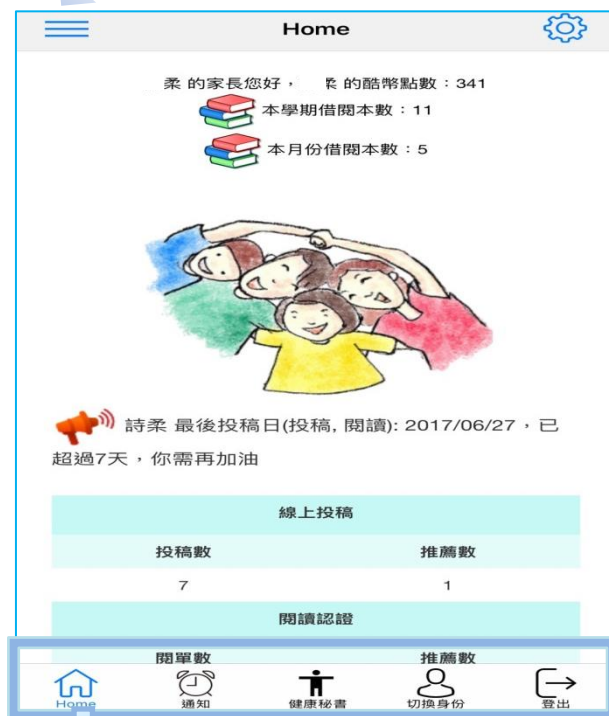 Home
柔 的家長您好， 柔 的酷幣點數：341
本學期借閱本數：11
本月份借閱本數：5
詩柔 最後投稿日(投稿, 閱讀): 2017/06/27，已
超過7天，你需再加油
線上投稿
投稿數 推薦數
7 1
閱讀認證
閱單數 推薦數
Home 通知 健康秘書 切換身份 登出